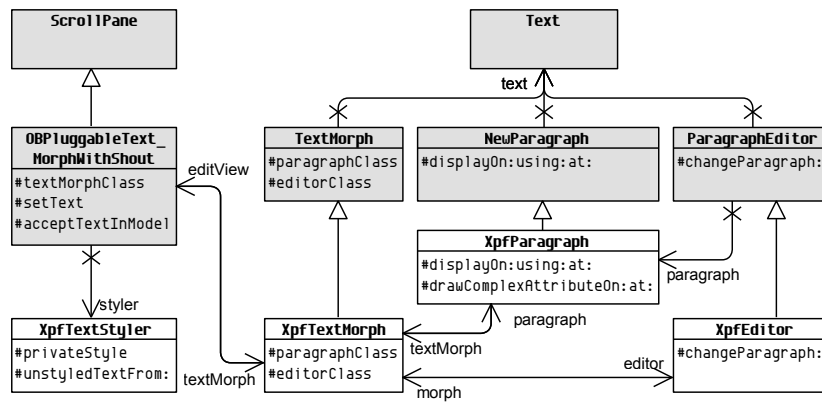 ScrollPane
Text
text
OBPluggableText_
MorphWithShout
#textMorphClass
#setText
#acceptTextInModel
editView
TextMorph
#paragraphClass
#editorClass
NewParagraph
#displayOn:using:at:
ParagraphEditor
#changeParagraph:
XpfParagraph
#displayOn:using:at:
#drawComplexAttributeOn:at:
paragraph
styler
XpfTextStyler
#privateStyle
#unstyledTextFrom:
textMorph
XpfTextMorph
#paragraphClass
#editorClass
textMorph
paragraph
morph
editor
XpfEditor
#changeParagraph: